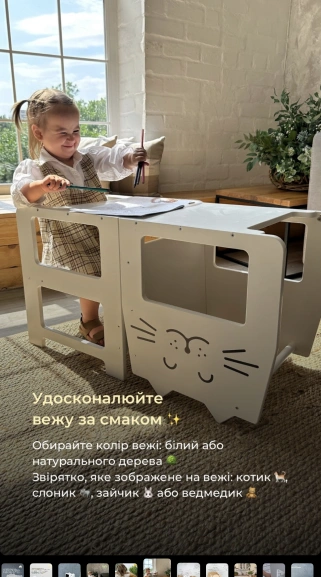 Удосконалюйте
вежу за смаком ✨
Обирайте колір вежі: білий або
натурального дерева 🌳
Звірятко, яке зображене на вежі: котик 🐈,
слоник 🐘, зайчик 🐰 або ведмедик 🧸